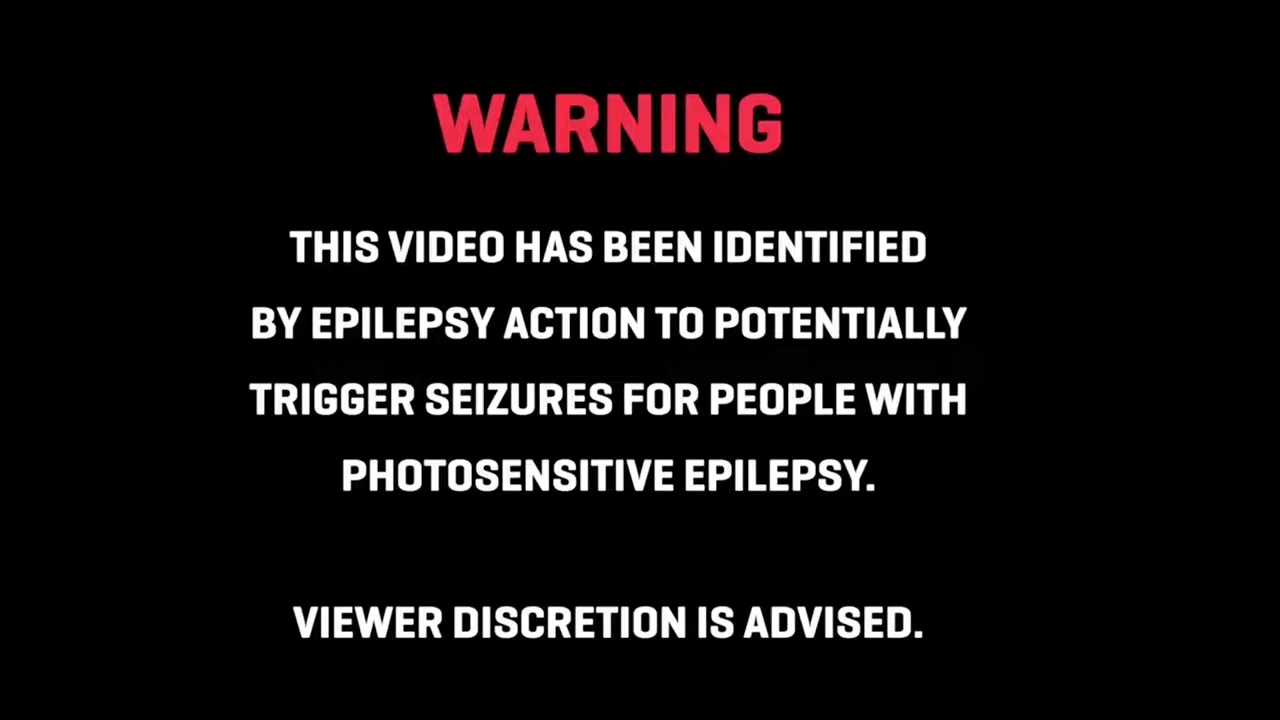 WARNING
THIS VIDEO HAS BEEN IDENTIFIED
BY EPILEPSY ACTION TO POTENTIALLY
TRIGGER SEIZURES FOR PEOPLE WITH
PHOTOSENSITIVE EPILEPSY.
VIEWER DISCRETION IS ADVISED.